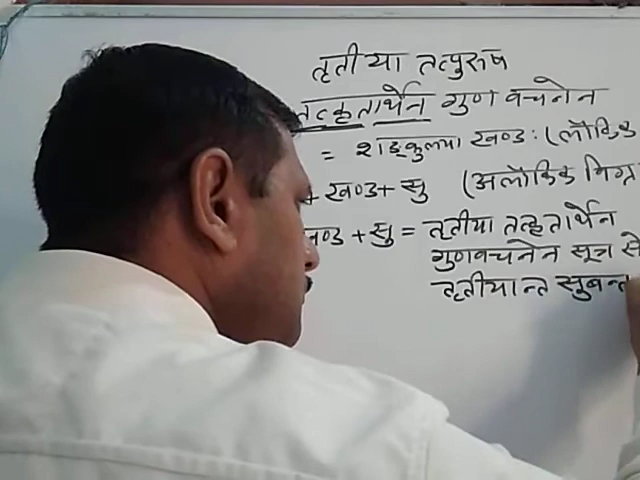 तृतीया तत्पुरूष
तत्कृतार्थेन गुण वचनेन
= शङ्कुलया खण्ड: (लौकिक
+ खण्ड + सु (अलौकिक विग्र
खण्ड + सु = तृतीया तत्कृतार्थेन
गुणवचनेन सूत्र से
तृतीयान्त सुबन्त